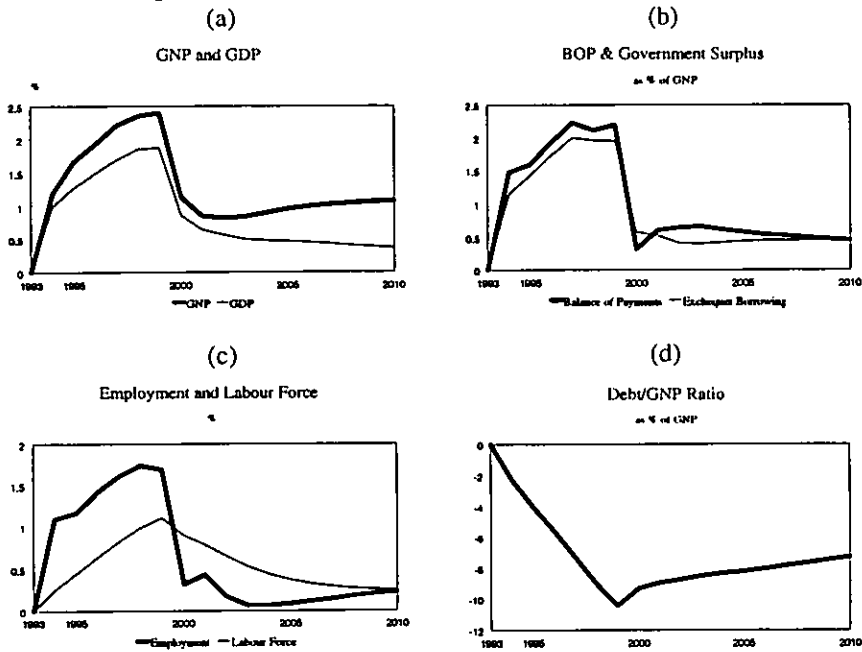 (a)
GNP and GDP
%
2.5
2
1.5
1
0.5
0
1993 1995 2000 2005 2010
GNP GDP
(b)
BOP & Government Surplus
as % of GNP
2.5
2
1.5
1
0.5
0
1993 1995 2000 2005 2010
Balance of Payments Exchequer Borrowing
(c)
Employment and Labour Force
%
2
1.5
1
0.5
0
1993 1995 2000 2005 2010
Employment Labour Force
(d)
Debt/GNP Ratio
as % of GNP
0
-2
-4
-6
-8
-10
-12
1993 1995 2000 2005 2010